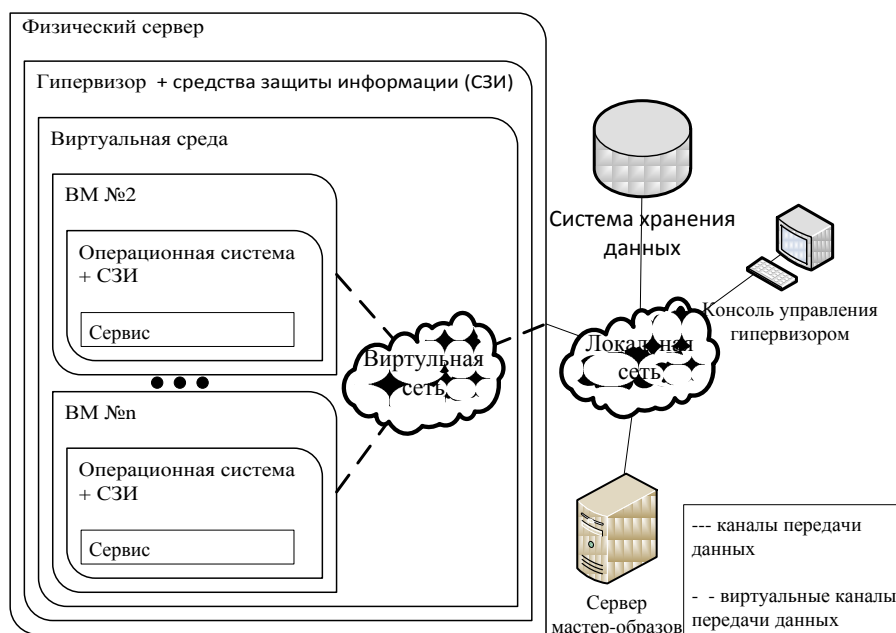 Физический сервер
Гипервизор + средства защиты информации (СЗИ)
Виртуальная среда
ВМ №2
Операционная система
+ СЗИ
Сервис
ВМ №n
Операционная система
+ СЗИ
Сервис
Виртульная
сеть
Система хранения
данных
Консоль управления
гипервизором
Локальная
сеть
Сервер
мастер-образов
--- каналы передачи
данных
- - виртуальные каналы
передачи данных